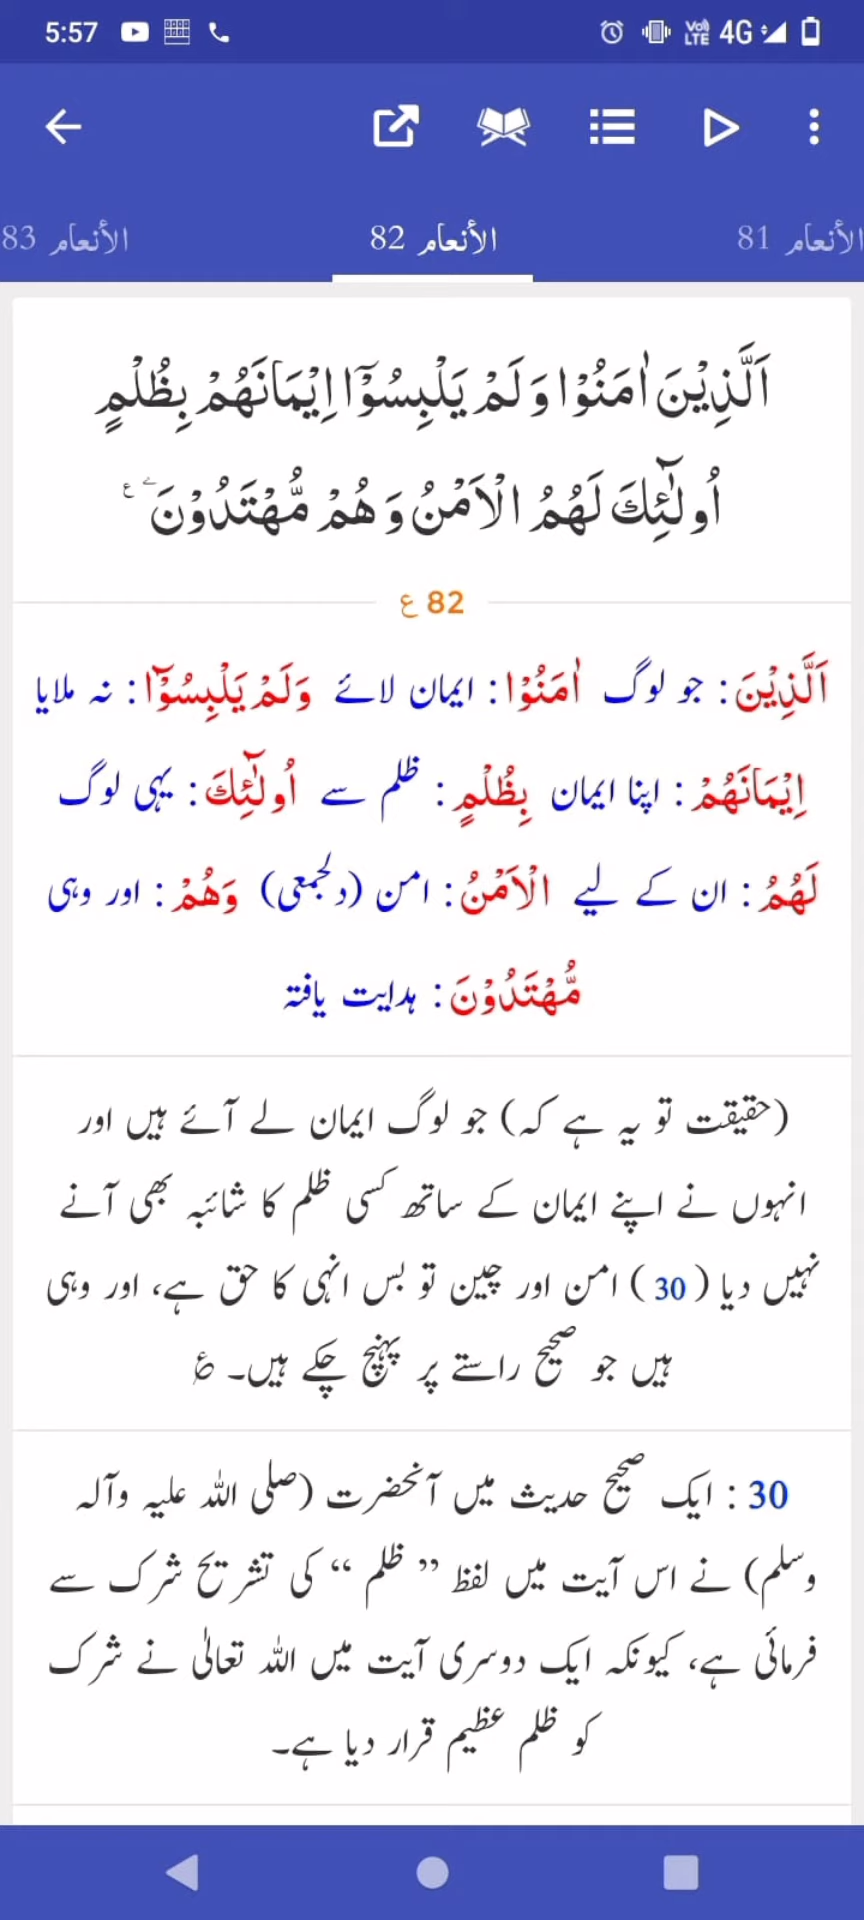 5:57
Vo) LTE 4G
الأنعام 83 الأنعام 82 الأنعام 81
اَلَّذِيْنَ اٰمَنُوْا وَ لَمْ يَلْبِسُوْۤا اِيْمَانَهُمْ بِظُلْمٍ
اُولٰٓئِكَ لَهُمُ الْاَمْنُ وَ هُمْ مُّهْتَدُوْنَ۠ ع
82 ع
اَلَّذِيْنَ : جو لوگ اٰمَنُوْا : ایمان لائے وَلَمْ يَلْبِسُوْٓا : نہ ملایا
اِيْمَانَهُمْ : اپنا ایمان بِظُلْمٍ : ظلم سے اُولٰٓئِكَ : یہی لوگ
لَهُمُ : ان کے لیے الْاَمْنُ : امن (دلجمعی) وَهُمْ : اور وہی
مُّهْتَدُوْنَ : ہدایت یافتہ
(حقیقت تو یہ ہے کہ) جو لوگ ایمان لے آئے ہیں اور
انہوں نے اپنے ایمان کے ساتھ کسی ظلم کا شائبہ بھی آنے
نہیں دیا (30) امن اور چین تو بس انہی کا حق ہے، اور وہی
ہیں جو صحیح راستے پر پہنچ چکے ہیں۔ ؏
30 : ایک صحیح حدیث میں آنحضرت (صلی اللہ علیہ وآلہ
وسلم) نے اس آیت میں لفظ ” ظلم “ کی تشریح شرک سے
فرمائی ہے، کیونکہ ایک دوسری آیت میں اللہ تعالیٰ نے شرک
کو ظلم عظیم قرار دیا ہے۔